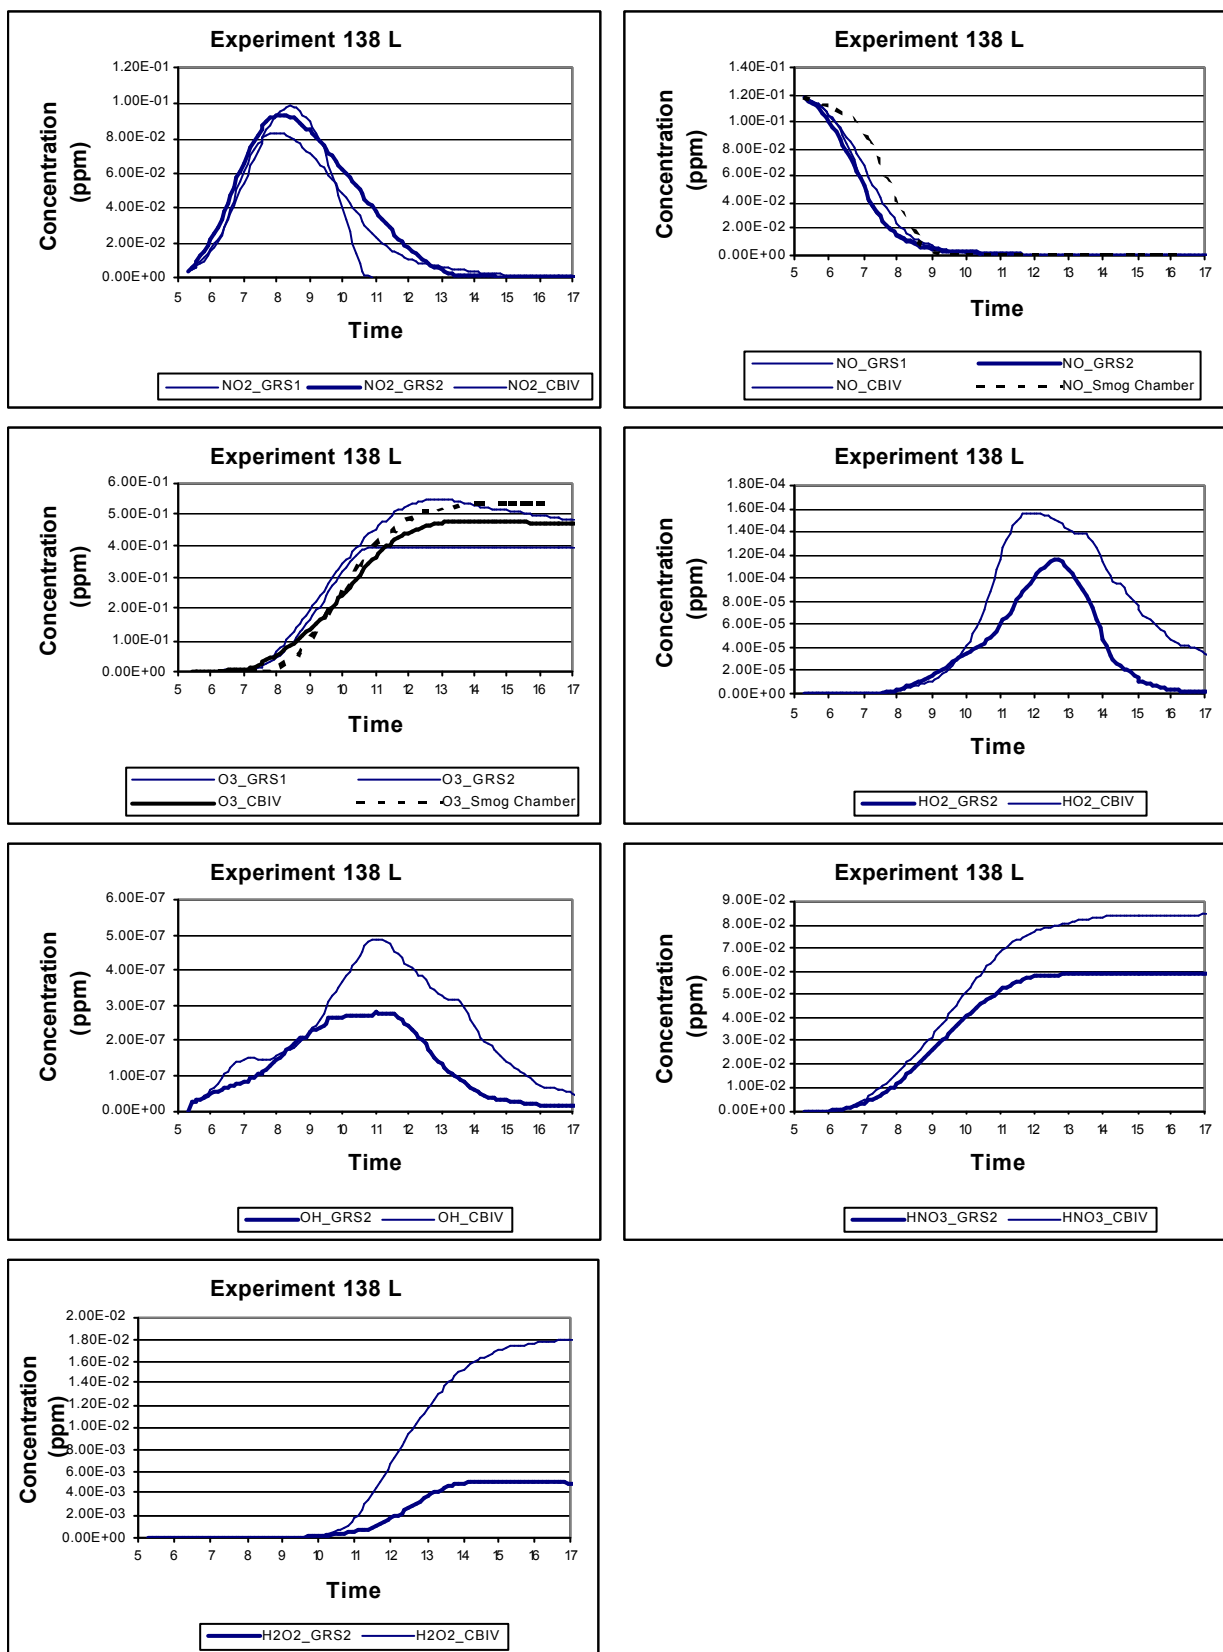 Experiment 138 L
Concentration
(ppm)
1.20E-01
1.00E-01
8.00E-02
6.00E-02
4.00E-02
2.00E-02
0.00E+00
5 6 7 8 9 10 11 12 13 14 15 16 17
Time
NO2_GRS1 NO2_GRS2 NO2_CBIV
Experiment 138 L
Concentration
(ppm)
1.40E-01
1.20E-01
1.00E-01
8.00E-02
6.00E-02
4.00E-02
2.00E-02
0.00E+00
5 6 7 8 9 10 11 12 13 14 15 16 17
Time
NO_GRS1 NO_GRS2
NO_CBIV NO_Smog Chamber
Experiment 138 L
Concentration
(ppm)
6.00E-01
5.00E-01
4.00E-01
3.00E-01
2.00E-01
1.00E-01
0.00E+00
5 6 7 8 9 10 11 12 13 14 15 16 17
Time
O3_GRS1 O3_GRS2
O3_CBIV O3_Smog Chamber
Experiment 138 L
Concentration
(ppm)
1.80E-04
1.60E-04
1.40E-04
1.20E-04
1.00E-04
8.00E-05
6.00E-05
4.00E-05
2.00E-05
0.00E+00
5 6 7 8 9 10 11 12 13 14 15 16 17
Time
HO2_GRS2 HO2_CBIV
Experiment 138 L
Concentration
(ppm)
6.00E-07
5.00E-07
4.00E-07
3.00E-07
2.00E-07
1.00E-07
0.00E+00
5 6 7 8 9 10 11 12 13 14 15 16 17
Time
OH_GRS2 OH_CBIV
Experiment 138 L
Concentration
(ppm)
9.00E-02
8.00E-02
7.00E-02
6.00E-02
5.00E-02
4.00E-02
3.00E-02
2.00E-02
1.00E-02
0.00E+00
5 6 7 8 9 10 11 12 13 14 15 16 17
Time
HNO3_GRS2 HNO3_CBIV
Experiment 138 L
Concentration
(ppm)
2.00E-02
1.80E-02
1.60E-02
1.40E-02
1.20E-02
1.00E-02
8.00E-03
6.00E-03
4.00E-03
2.00E-03
0.00E+00
5 6 7 8 9 10 11 12 13 14 15 16 17
Time
H2O2_GRS2 H2O2_CBIV